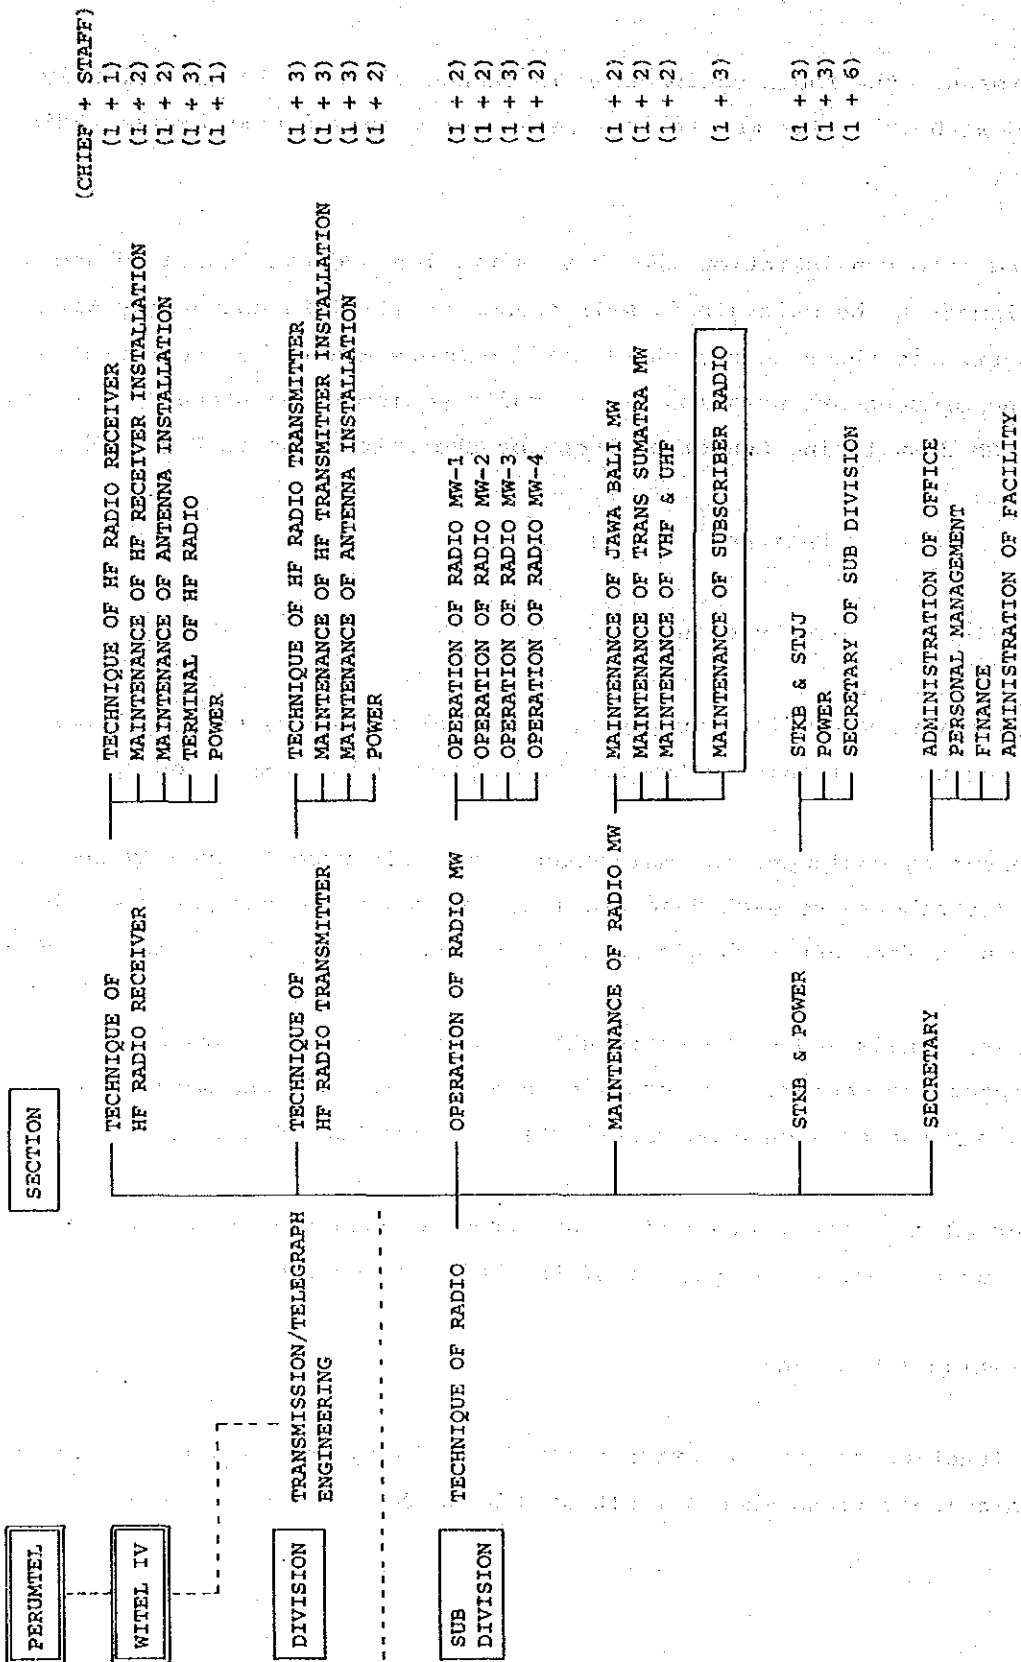 PERUMTEL
WITEL IV
SECTION
(CHIEF + STAFF)
DIVISION
TRANSMISSION/TELEGRAPH
ENGINEERING
SUB
DIVISION
TECHNIQUE OF RADIO
TECHNIQUE OF
HF RADIO RECEIVER
TECHNIQUE OF HF RADIO RECEIVER (1 + 1)
MAINTENANCE OF HF RECEIVER INSTALLATION (1 + 2)
MAINTENANCE OF ANTENNA INSTALLATION (1 + 2)
TERMINAL OF HF RADIO (1 + 3)
POWER (1 + 1)
TECHNIQUE OF
HF RADIO TRANSMITTER
TECHNIQUE OF HF RADIO TRANSMITTER (1 + 3)
MAINTENANCE OF HF TRANSMITTER INSTALLATION (1 + 3)
MAINTENANCE OF ANTENNA INSTALLATION (1 + 3)
POWER (1 + 2)
OPERATION OF RADIO MW
OPERATION OF RADIO MW-1 (1 + 2)
OPERATION OF RADIO MW-2 (1 + 2)
OPERATION OF RADIO MW-3 (1 + 3)
OPERATION OF RADIO MW-4 (1 + 2)
MAINTENANCE OF RADIO MW
MAINTENANCE OF JAWA BALI MW (1 + 2)
MAINTENANCE OF TRANS SUMATRA MW (1 + 2)
MAINTENANCE OF VHF & UHF (1 + 2)
MAINTENANCE OF SUBSCRIBER RADIO (1 + 3)
STKB & POWER
STKB & STJJ (1 + 3)
POWER (1 + 3)
SECRETARY OF SUB DIVISION (1 + 6)
SECRETARY
ADMINISTRATION OF OFFICE
PERSONAL MANAGEMENT
FINANCE
ADMINISTRATION OF FACILITY